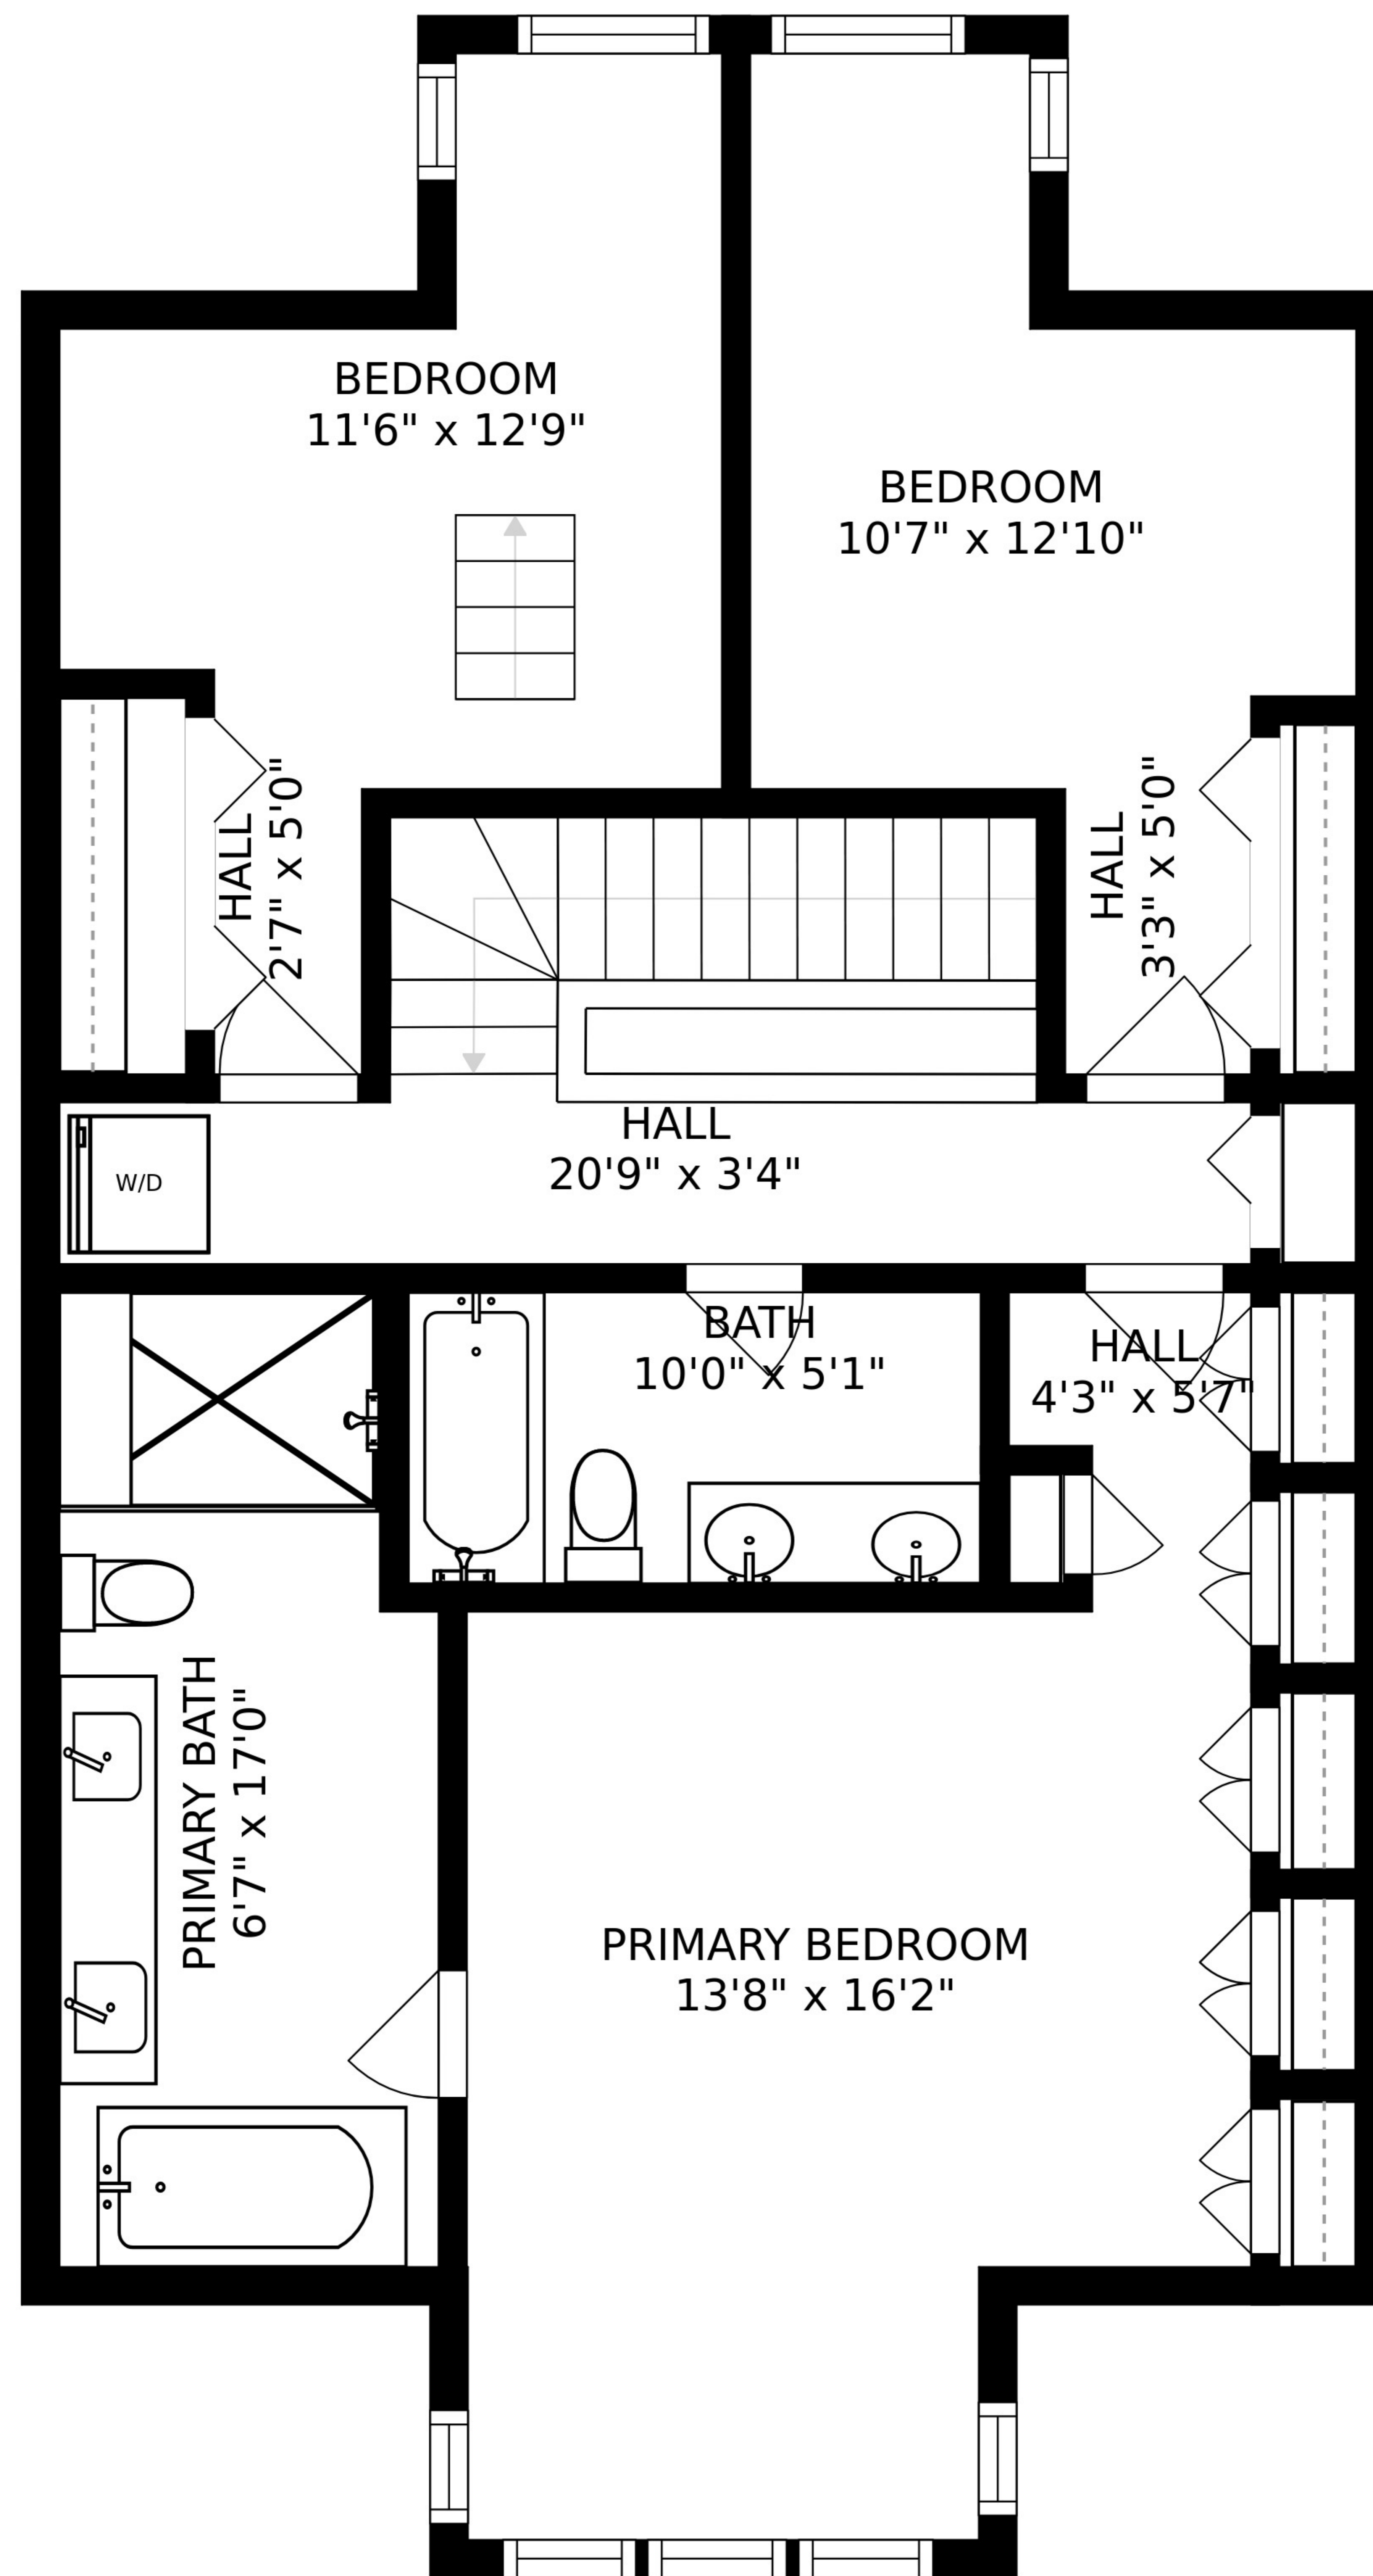 BEDROOM
11'6" x 12'9"
BEDROOM
10'7" x 12'10"
HALL
2'7" x 5'0"
HALL
3'3" x 5'0"
HALL
20'9" x 3'4"
W/D
BATH
10'0" x 5'1"
HALL
4'3" x 5'7"
PRIMARY BATH
6'7" x 17'0"
PRIMARY BEDROOM
13'8" x 16'2"